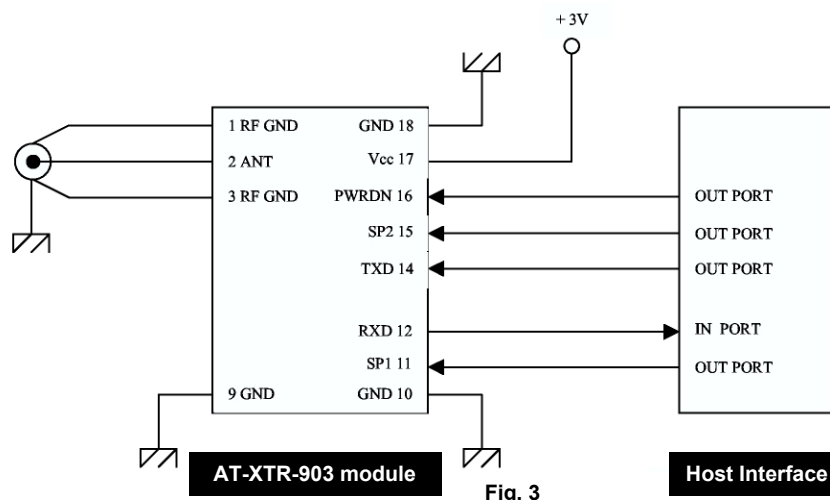 + 3V
1 RF GND
GND 18
2 ANT
Vcc 17
3 RF GND
PWRDN 16
OUT PORT
SP2 15
OUT PORT
TXD 14
OUT PORT
RXD 12
IN PORT
SP1 11
OUT PORT
9 GND
GND 10
AT-XTR-903 module
Host Interface
Fig. 3